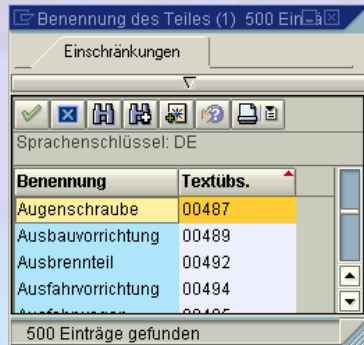 Benennung des Teiles (1) 500 Ein
Einschränkungen
Sprachenschlüssel: DE
Benennung Textübs.
Augenschraube 00487
Ausbauvorrichtung 00489
Ausbrennteil 00492
Ausfahrvorrichtung 00494
500 Einträge gefunden